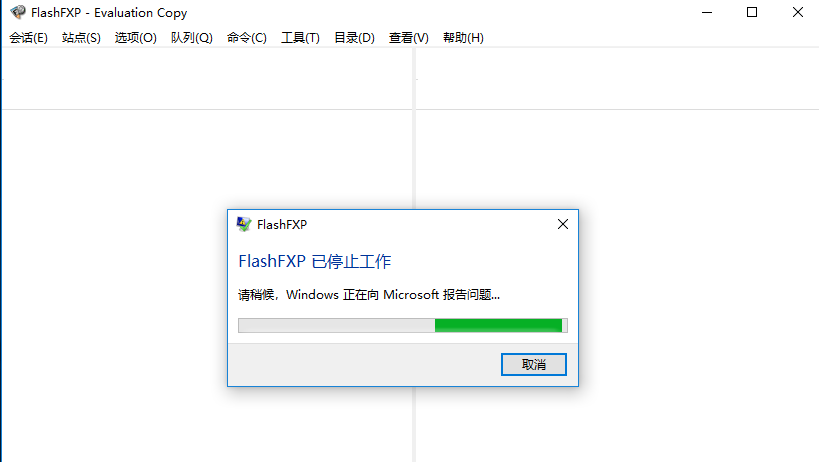 FlashFXP - Evaluation Copy
会话(E) 站点(S) 选项(O) 队列(Q) 命令(C) 工具(T) 目录(D) 查看(V) 帮助(H)
FlashFXP
FlashFXP 已停止工作
请稍候，Windows 正在向 Microsoft 报告问题...
取消